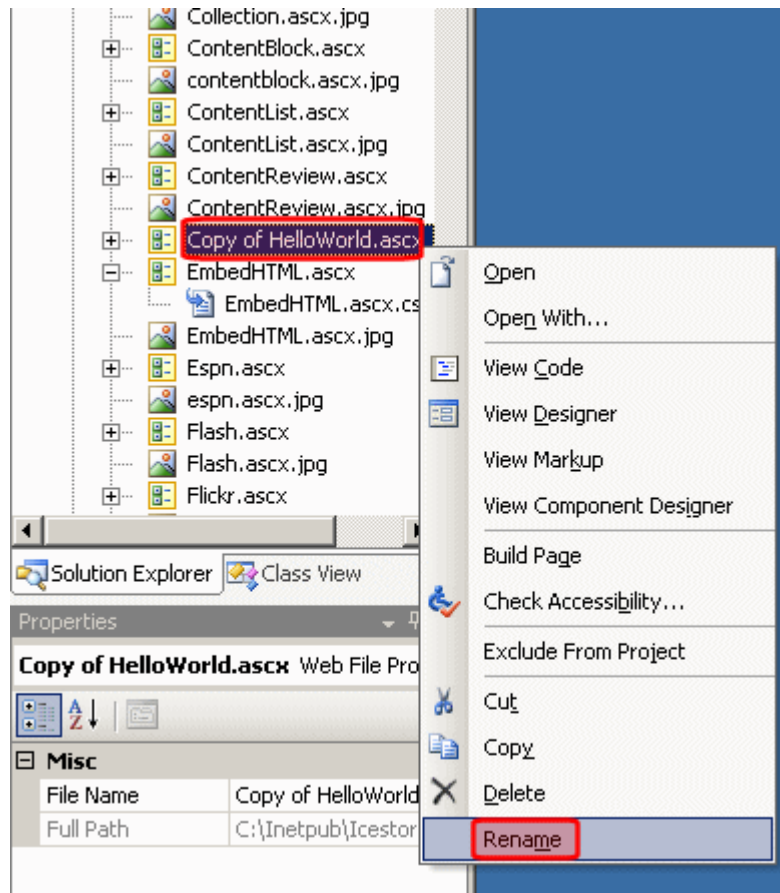 Collection.ascx.jpg
ContentBlock.ascx
contentblock.ascx.jpg
ContentList.ascx
ContentList.ascx.jpg
ContentReview.ascx
ContentReview.ascx.jpg
Copy of HelloWorld.ascx
EmbedHTML.ascx
EmbedHTML.ascx.cs
EmbedHTML.ascx.jpg
Espn.ascx
espn.ascx.jpg
Flash.ascx
Flash.ascx.jpg
Flickr.ascx
Solution Explorer Class View
Properties
Copy of HelloWorld.ascx Web File Pro
Misc
File Name Copy of HelloWorld
Full Path C:\Inetpub\Icestor
Open
Open With...
View Code
View Designer
View Markup
View Component Designer
Build Page
Check Accessibility...
Exclude From Project
Cut
Copy
Delete
Rename